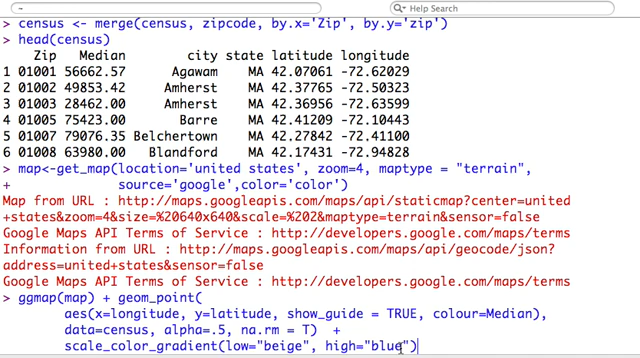 Help Search
> census <- merge(census, zipcode, by.x='Zip', by.y='zip')
> head(census)
Zip Median city state latitude longitude
1 01001 56662.57 Agawam MA 42.07061 -72.62029
2 01002 49853.42 Amherst MA 42.37765 -72.50323
3 01003 28462.00 Amherst MA 42.36956 -72.63599
4 01005 75423.00 Barre MA 42.41209 -72.10443
5 01007 79076.35 Belchertown MA 42.27842 -72.41100
6 01008 63980.00 Blandford MA 42.17431 -72.94828
> map<-get_map(location='united states', zoom=4, maptype = "terrain",
+ source='google',color='color')
Map from URL : http://maps.googleapis.com/maps/api/staticmap?center=united
+states&zoom=4&size=%20640x640&scale=%202&maptype=terrain&sensor=false
Google Maps API Terms of Service : http://developers.google.com/maps/terms
Information from URL : http://maps.googleapis.com/maps/api/geocode/json?
address=united+states&sensor=false
Google Maps API Terms of Service : http://developers.google.com/maps/terms
> ggmap(map) + geom_point(
aes(x=longitude, y=latitude, show_guide = TRUE, colour=Median),
data=census, alpha=.5, na.rm = T) +
scale_color_gradient(low="beige", high="blue")